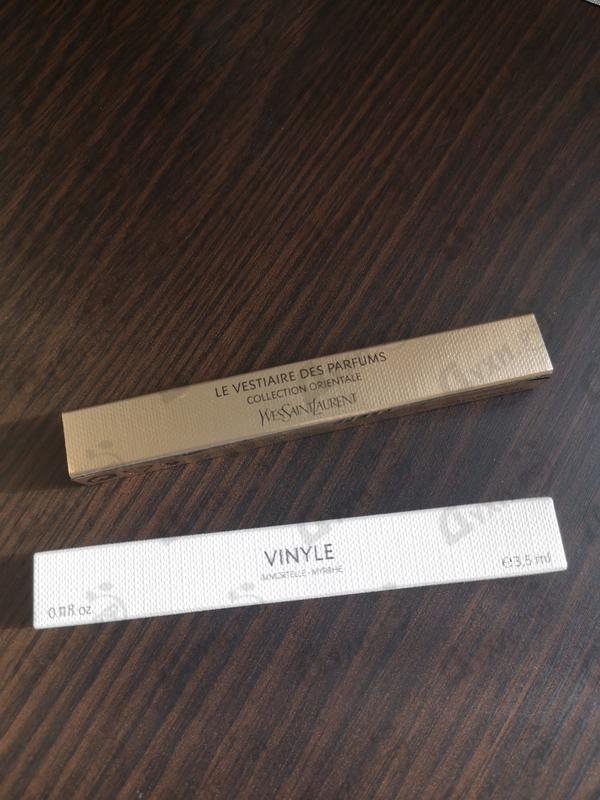 LE VESTIAIRE DES PARFUMS
COLLECTION ORIENTALE
YVESSAINTLAURENT
VINYLE
IMMORTELLE - MYRRHE
0.11 fl. oz. ℮3,5 ml